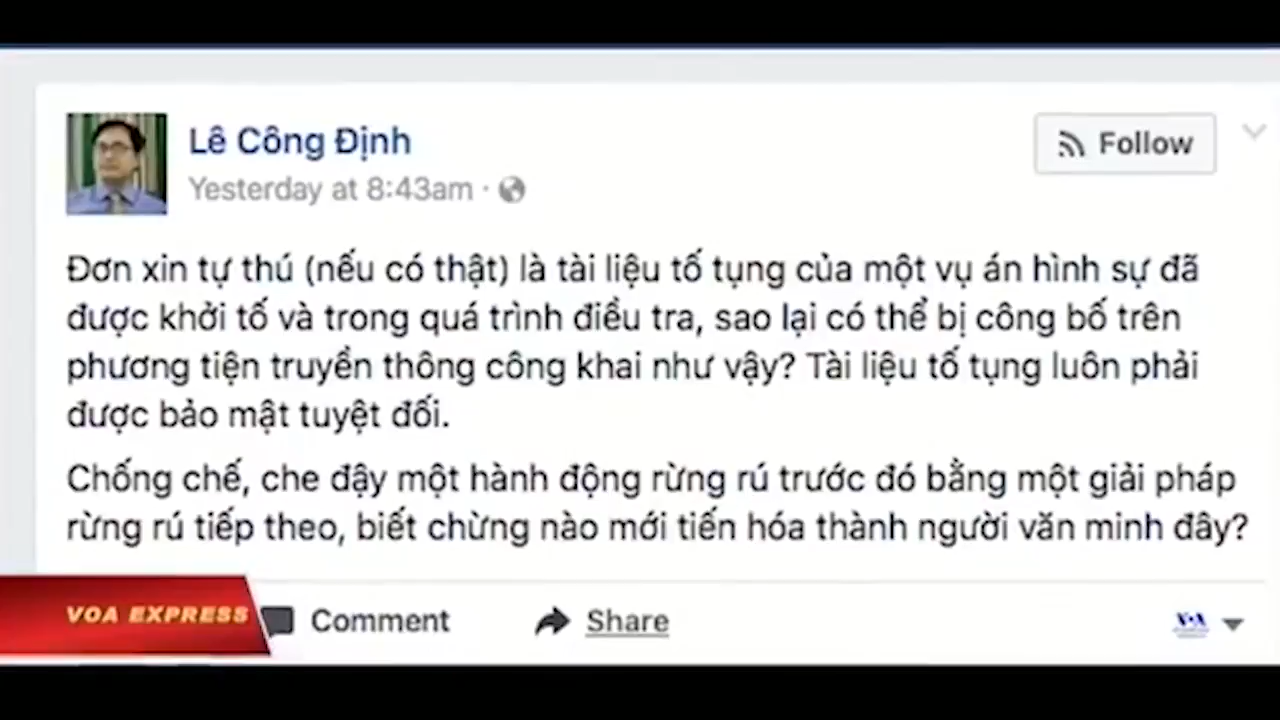 Lê Công Định
Follow
Yesterday at 8:43am ·
Đơn xin tự thú (nếu có thật) là tài liệu tố tụng của một vụ án hình sự đã
được khởi tố và trong quá trình điều tra, sao lại có thể bị công bố trên
phương tiện truyền thông công khai như vậy? Tài liệu tố tụng luôn phải
được bảo mật tuyệt đối.
Chống chế, che đậy một hành động rừng rú trước đó bằng một giải pháp
rừng rú tiếp theo, biết chừng nào mới tiến hóa thành người văn minh đây?
VOA EXPRESS
Comment
Share
VOA